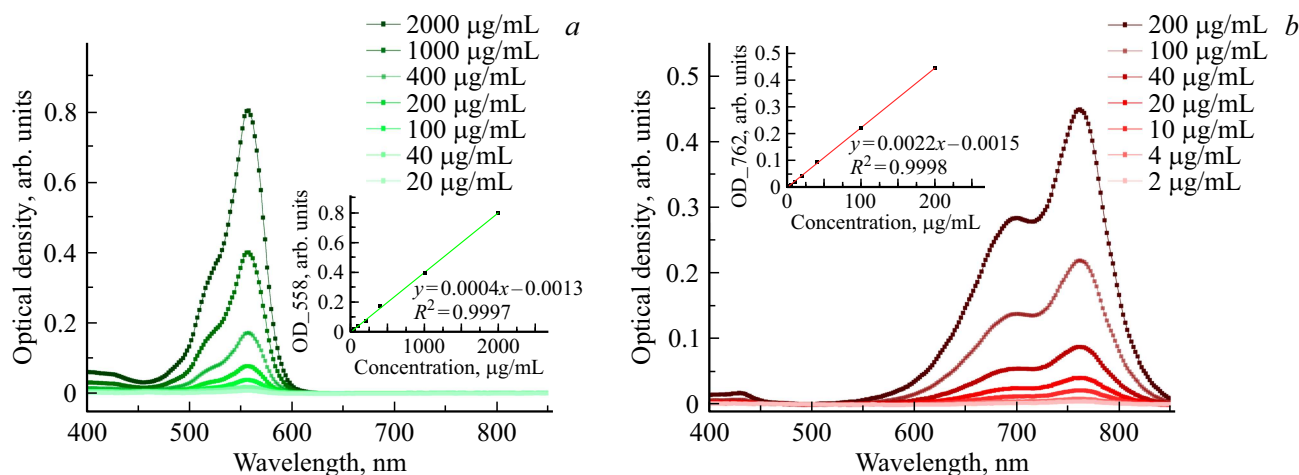 a
2000 μg/mL
1000 μg/mL
400 μg/mL
200 μg/mL
100 μg/mL
40 μg/mL
20 μg/mL
Optical density, arb. units
0.8
0.6
0.4
0.2
0
400 500 600 700 800
Wavelength, nm
OD_558, arb. units
1.0
0.8
0.6
0.4
0.2
0
y=0.0004x−0.0013
R²=0.9997
0 1000 2000
Concentration, μg/mL
b
200 μg/mL
100 μg/mL
40 μg/mL
20 μg/mL
10 μg/mL
4 μg/mL
2 μg/mL
Optical density, arb. units
0.5
0.4
0.3
0.2
0.1
0
400 500 600 700 800
Wavelength, nm
OD_762, arb. units
0.5
0.4
0.3
0.2
0.1
0
y=0.0022x−0.0015
R²=0.9998
0 100 200
Concentration, μg/mL